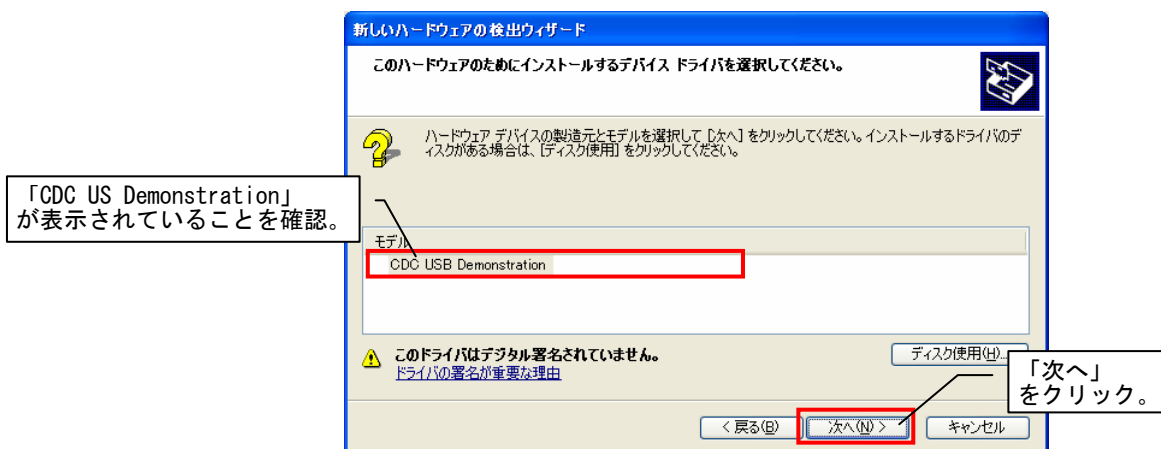 新しいハードウェアの検出ウィザード
このハードウェアのためにインストールするデバイス ドライバを選択してください。
ハードウェア デバイスの製造元とモデルを選択して [次へ] をクリックしてください。インストールするドライバのデ
ィスクがある場合は、[ディスク使用] をクリックしてください。
「CDC US Demonstration」
が表示されていることを確認。
モデル
CDC USB Demonstration
このドライバはデジタル署名されていません。
ドライバの署名が重要な理由
ディスク使用(H)...
「次へ」
をクリック。
< 戻る(B)
次へ(N) >
キャンセル